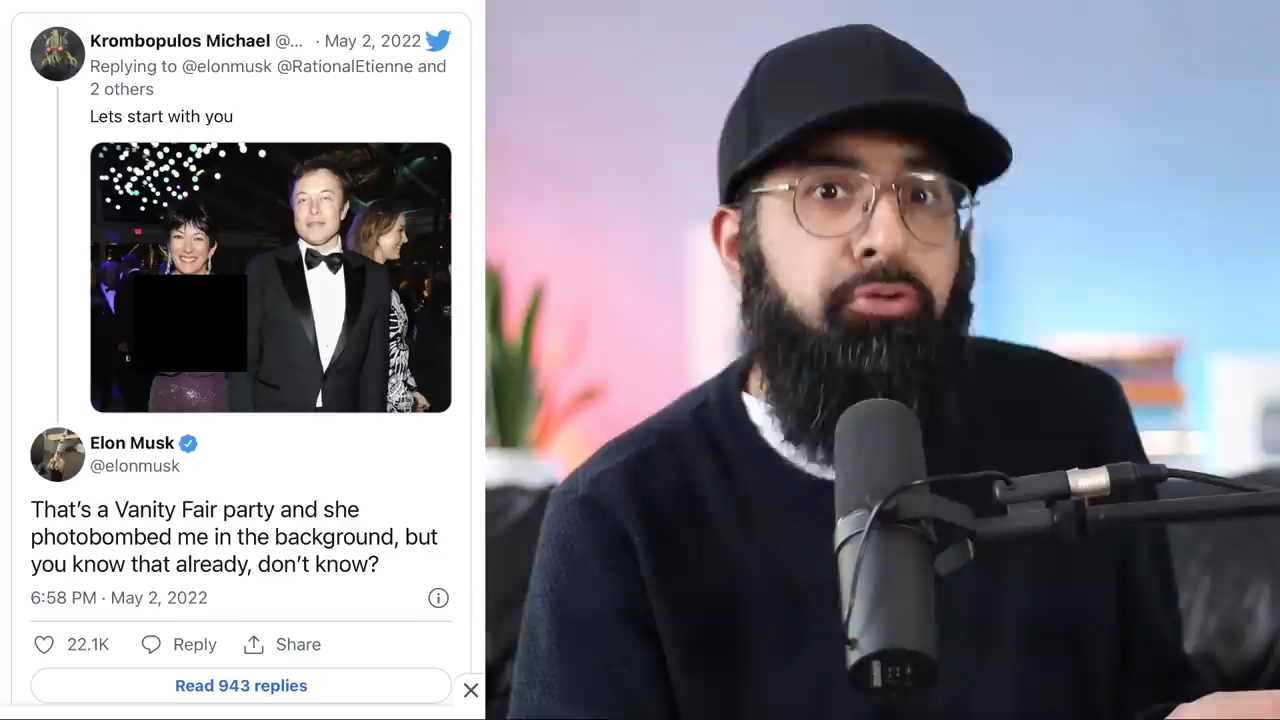 Krombopulos Michael @... · May 2, 2022
Replying to @elonmusk @RationalEtienne and
2 others
Lets start with you
Elon Musk
@elonmusk
That’s a Vanity Fair party and she
photobombed me in the background, but
you know that already, don’t know?
6:58 PM · May 2, 2022
22.1K Reply Share
Read 943 replies